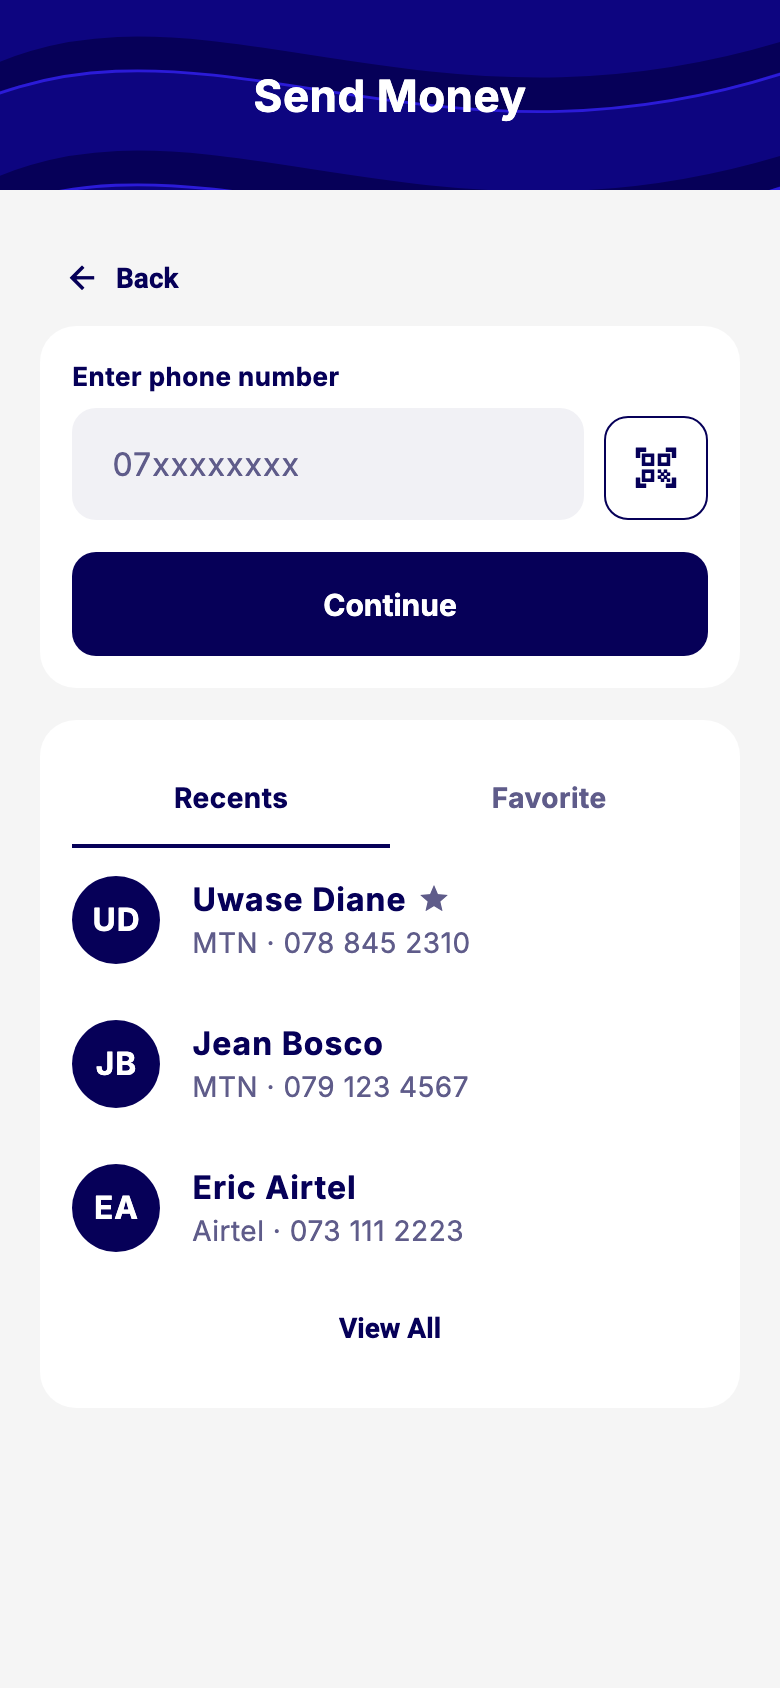 Send Money
Back
Enter phone number
07xxxxxxxx
Continue
Recents
Favorite
UD
Uwase Diane
MTN · 078 845 2310
JB
Jean Bosco
MTN · 079 123 4567
EA
Eric Airtel
Airtel · 073 111 2223
View All